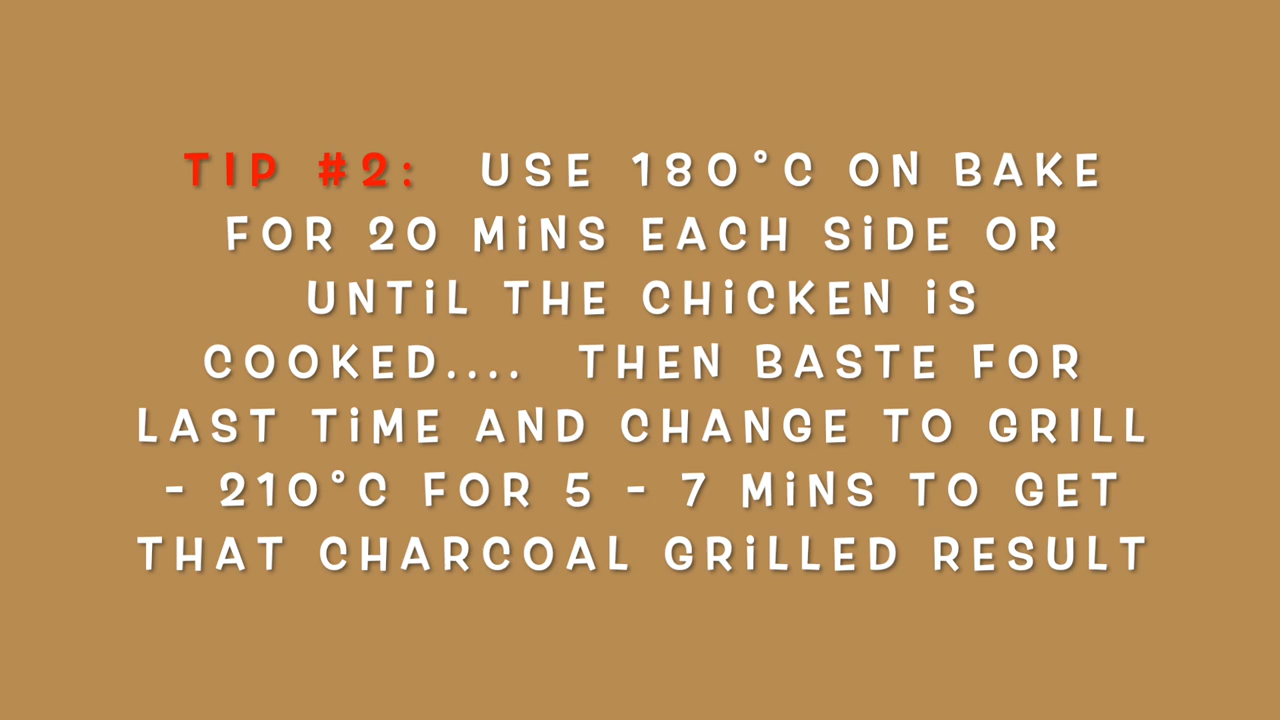 TIP #2: USE 180°C ON BAKE
FOR 20 MINS EACH SIDE OR
UNTIL THE CHICKEN IS
COOKED.... THEN BASTE FOR
LAST TIME AND CHANGE TO GRILL
- 210°C FOR 5 - 7 MINS TO GET
THAT CHARCOAL GRILLED RESULT